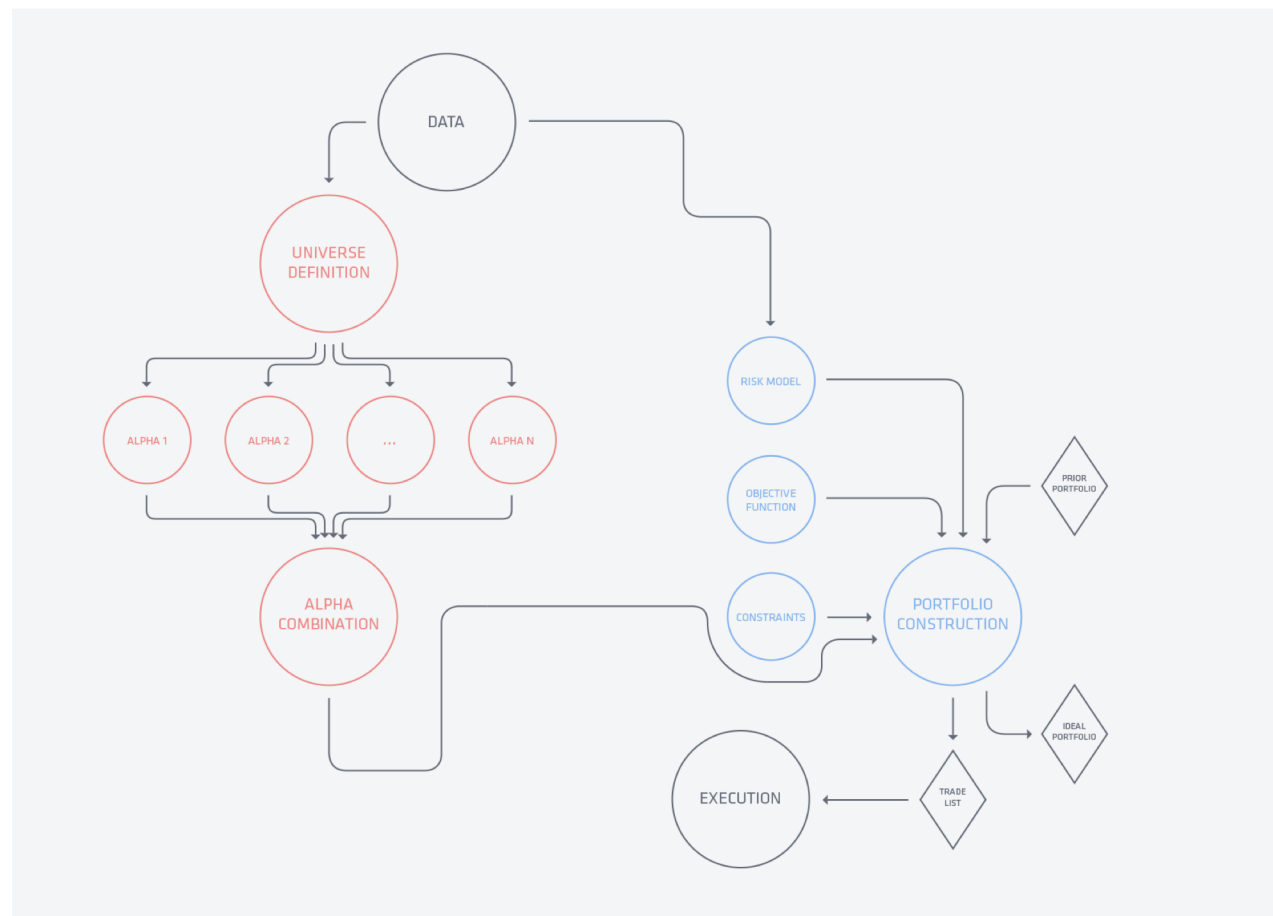 DATA
UNIVERSE
DEFINITION
RISK MODEL
ALPHA 1
ALPHA 2
...
ALPHA N
PRIOR
PORTFOLIO
OBJECTIVE
FUNCTION
ALPHA
COMBINATION
CONSTRAINTS
PORTFOLIO
CONSTRUCTION
IDEAL
PORTFOLIO
EXECUTION
TRADE
LIST